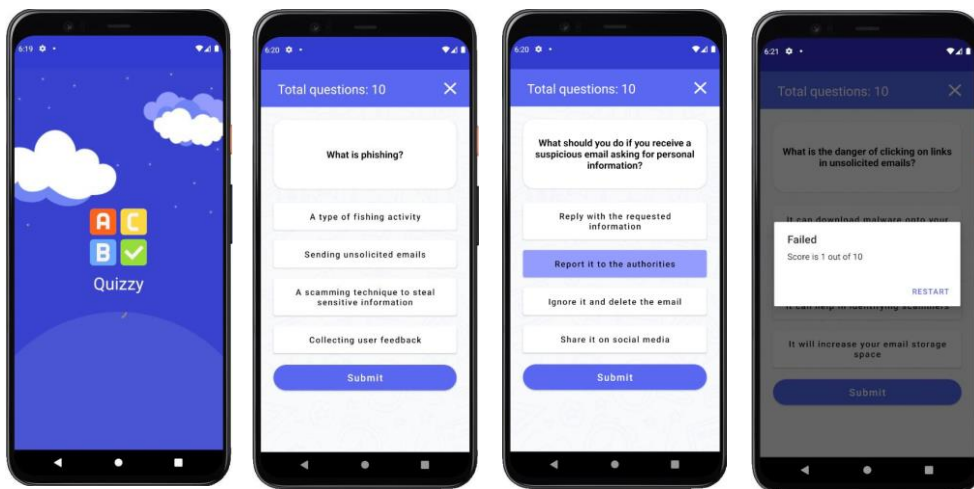 6:19
A C
B
Quizzy
6:20
Total questions: 10
What is phishing?
A type of fishing activity
Sending unsolicited emails
A scamming technique to steal
sensitive information
Collecting user feedback
Submit
6:20
Total questions: 10
What should you do if you receive a
suspicious email asking for personal
information?
Reply with the requested
information
Report it to the authorities
Ignore it and delete the email
Share it on social media
Submit
6:21
Total questions: 10
What is the danger of clicking on links
in unsolicited emails?
It can download malware onto your
Failed
Score is 1 out of 10
RESTART
It can help in identifying scammers
It will increase your email storage
space
Submit